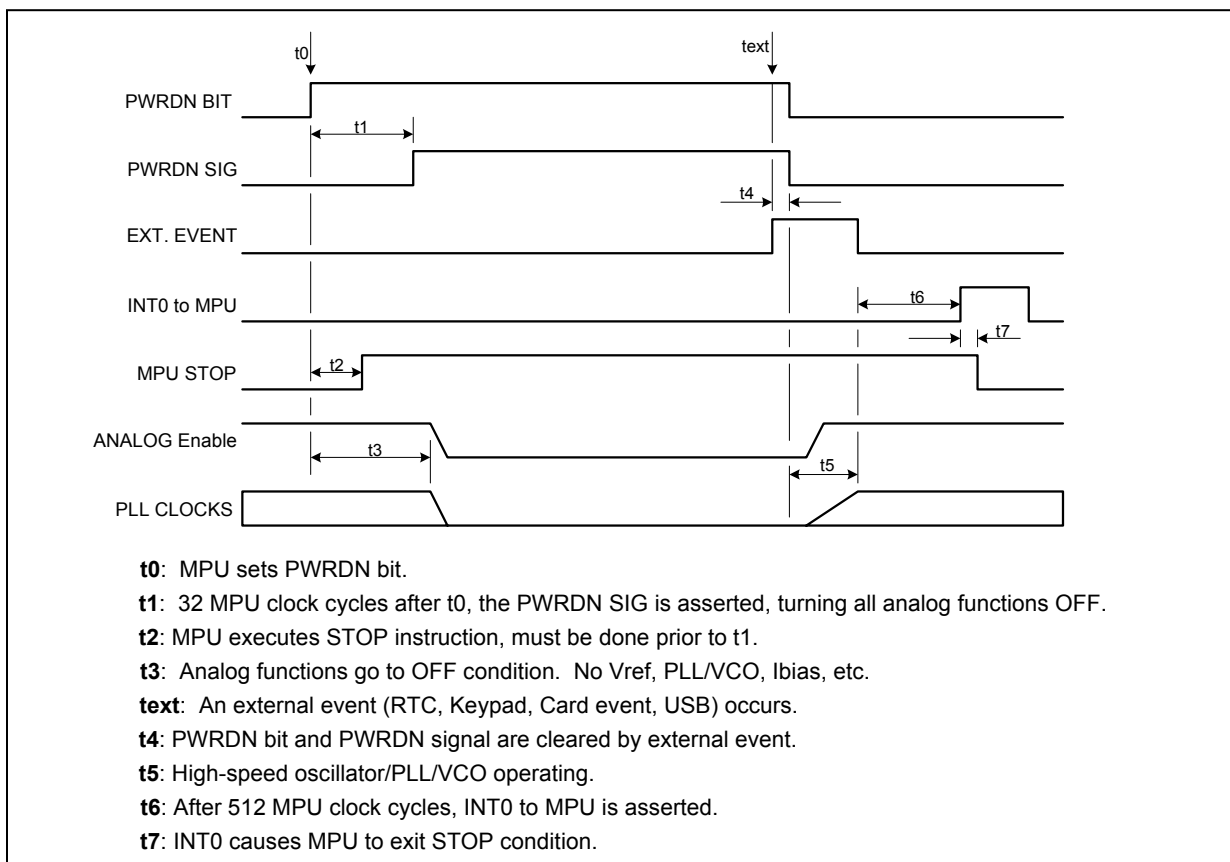 t0
text
PWRDN BIT
t1
PWRDN SIG
t4
EXT. EVENT
t6
INT0 to MPU
t7
t2
MPU STOP
ANALOG Enable
t3
t5
PLL CLOCKS
t0: MPU sets PWRDN bit.
t1: 32 MPU clock cycles after t0, the PWRDN SIG is asserted, turning all analog functions OFF.
t2: MPU executes STOP instruction, must be done prior to t1.
t3: Analog functions go to OFF condition. No Vref, PLL/VCO, Ibias, etc.
text: An external event (RTC, Keypad, Card event, USB) occurs.
t4: PWRDN bit and PWRDN signal are cleared by external event.
t5: High-speed oscillator/PLL/VCO operating.
t6: After 512 MPU clock cycles, INT0 to MPU is asserted.
t7: INT0 causes MPU to exit STOP condition.